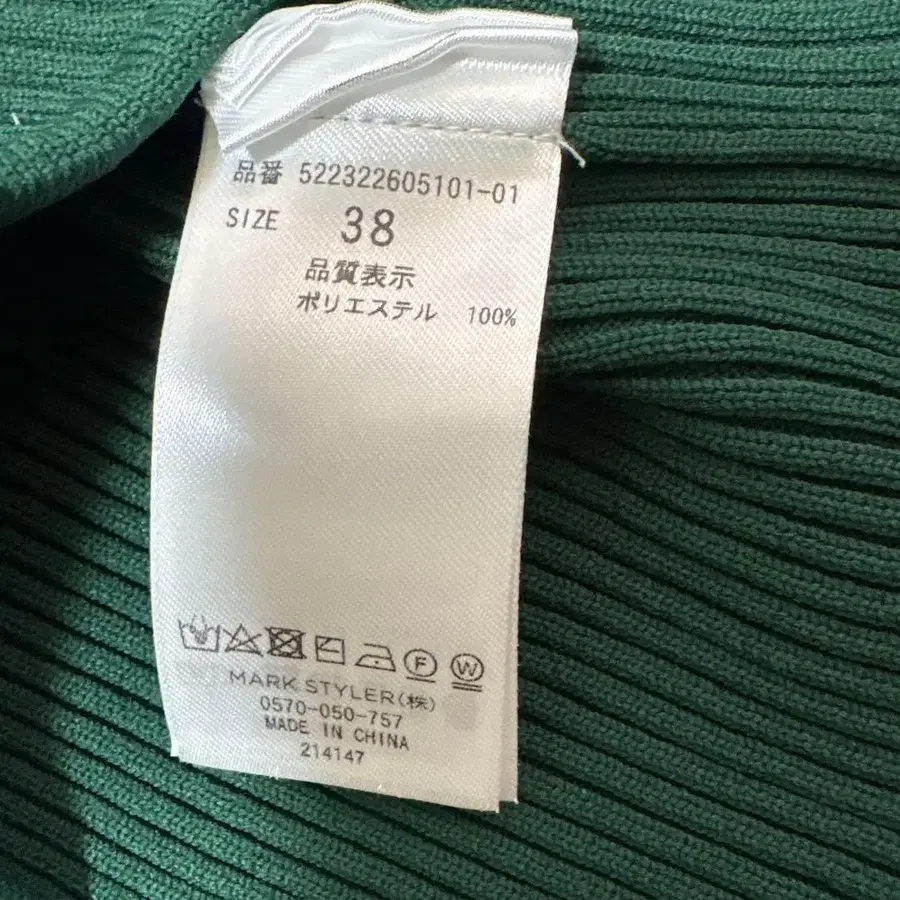 品番 522322605101-01
SIZE 38
品質表示
ポリエステル 100%
F W
MARK STYLER(株)
0570-050-757
MADE IN CHINA
214147